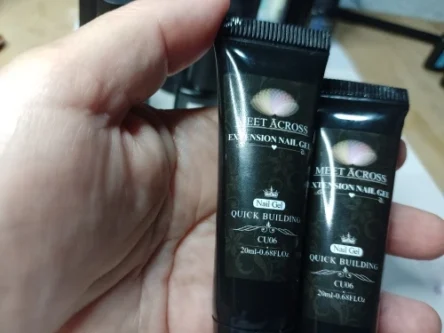 MEET ACROSS
EXTENSION NAIL GEL
Nail Gel
QUICK BUILDING
CU06
20ml-0.68FLOz
MEET ACROSS
EXTENSION NAIL GEL
Nail Gel
QUICK BUILDING
CU06
20ml-0.68FLOz